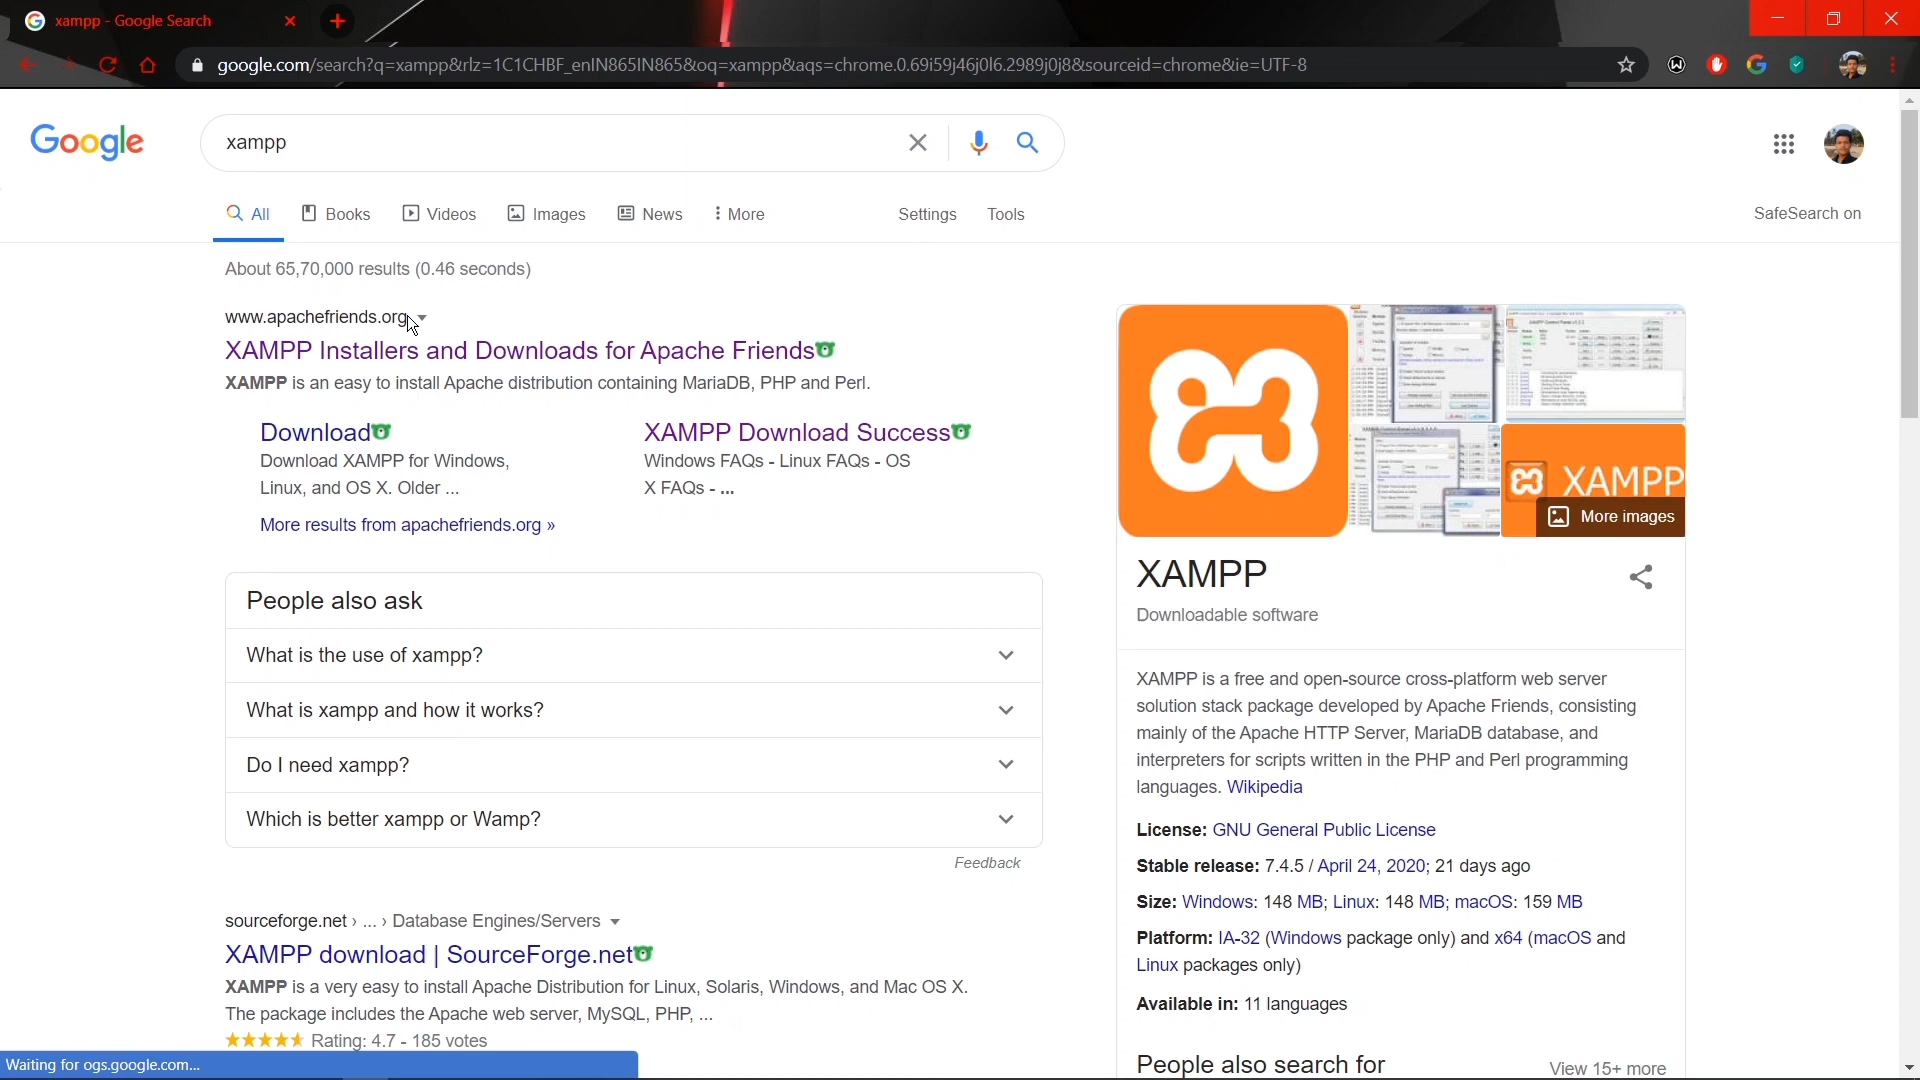 xampp - Google Search
google.com/search?q=xampp&rlz=1C1CHBF_enIN865IN865&oq=xampp&aqs=chrome.0.69i59j46j0l6.2989j0j8&sourceid=chrome&ie=UTF-8
Google
xampp
All Books Videos Images News More Settings Tools SafeSearch on
About 65,70,000 results (0.46 seconds)
www.apachefriends.org
XAMPP Installers and Downloads for Apache Friends
XAMPP is an easy to install Apache distribution containing MariaDB, PHP and Perl.
Download
Download XAMPP for Windows,
Linux, and OS X. Older ...
XAMPP Download Success
Windows FAQs - Linux FAQs - OS
X FAQs - ...
More results from apachefriends.org »
People also ask
What is the use of xampp?
What is xampp and how it works?
Do I need xampp?
Which is better xampp or Wamp?
Feedback
sourceforge.net › ... › Database Engines/Servers
XAMPP download | SourceForge.net
XAMPP is a very easy to install Apache Distribution for Linux, Solaris, Windows, and Mac OS X.
The package includes the Apache web server, MySQL, PHP, ...
Rating: 4.7 - 185 votes
Waiting for ogs.google.com...
XAMPP
More images
XAMPP
Downloadable software
XAMPP is a free and open-source cross-platform web server
solution stack package developed by Apache Friends, consisting
mainly of the Apache HTTP Server, MariaDB database, and
interpreters for scripts written in the PHP and Perl programming
languages. Wikipedia
License: GNU General Public License
Stable release: 7.4.5 / April 24, 2020; 21 days ago
Size: Windows: 148 MB; Linux: 148 MB; macOS: 159 MB
Platform: IA-32 (Windows package only) and x64 (macOS and
Linux packages only)
Available in: 11 languages
People also search for
View 15+ more